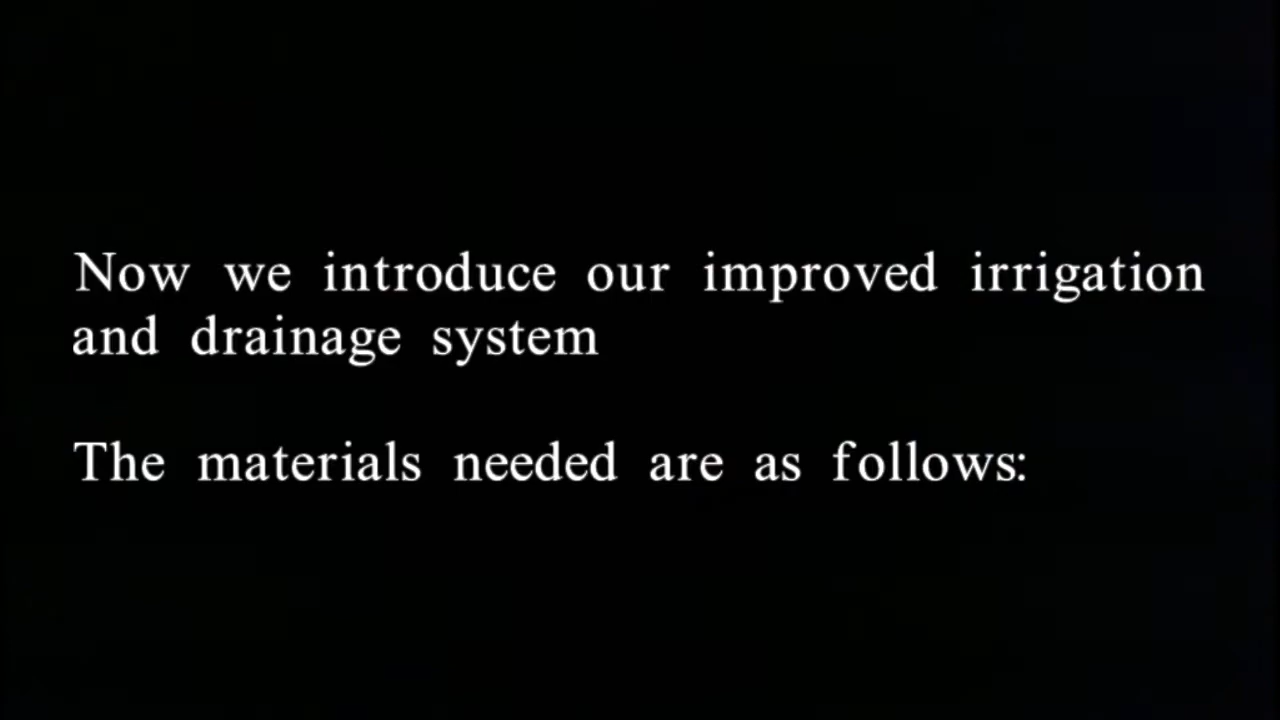 Now we introduce our improved irrigation
and drainage system
The materials needed are as follows: